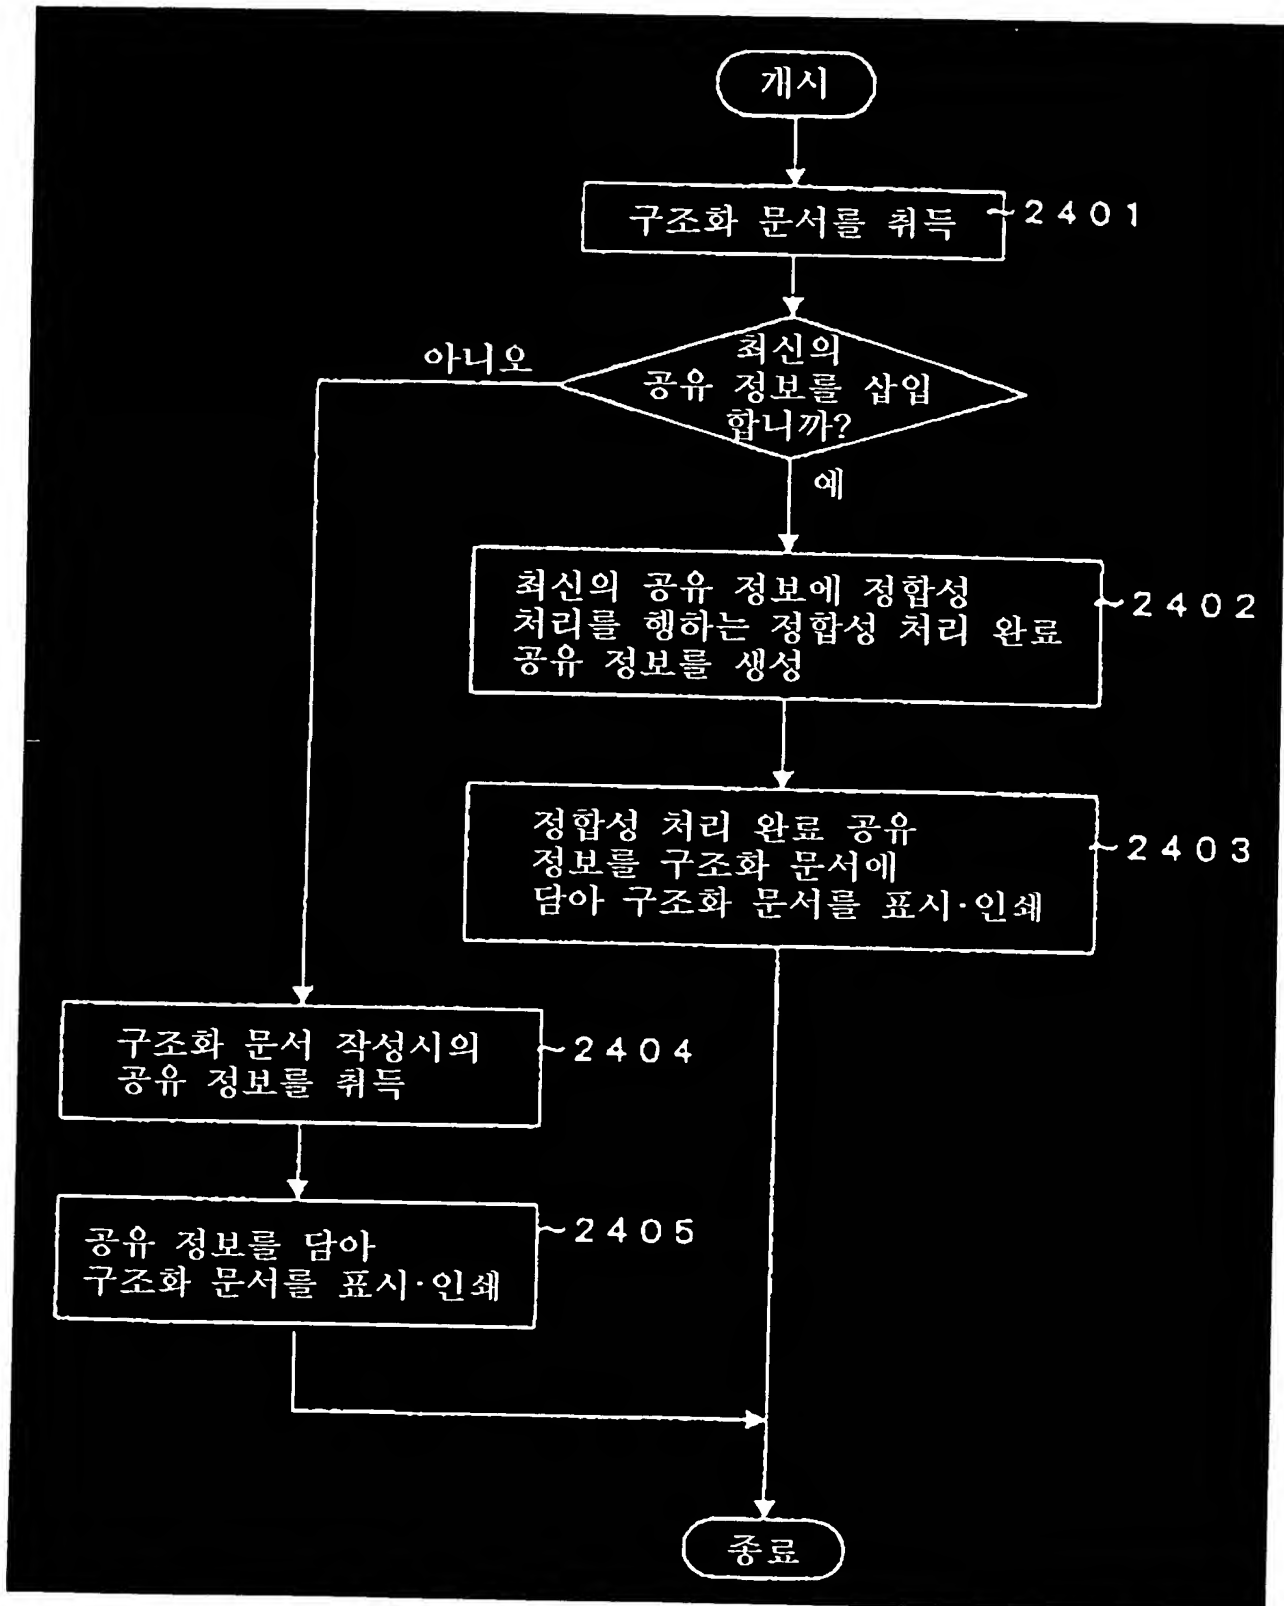 개시
구조화 문서를 취득 ~2401
최신의
공유 정보를 삽입
합니까?
아니오
예
최신의 공유 정보에 정합성
처리를 행하는 정합성 처리 완료
공유 정보를 생성
~2402
정합성 처리 완료 공유
정보를 구조화 문서에
담아 구조화 문서를 표시·인쇄
~2403
구조화 문서 작성시의
공유 정보를 취득
~2404
공유 정보를 담아
구조화 문서를 표시·인쇄
~2405
종료